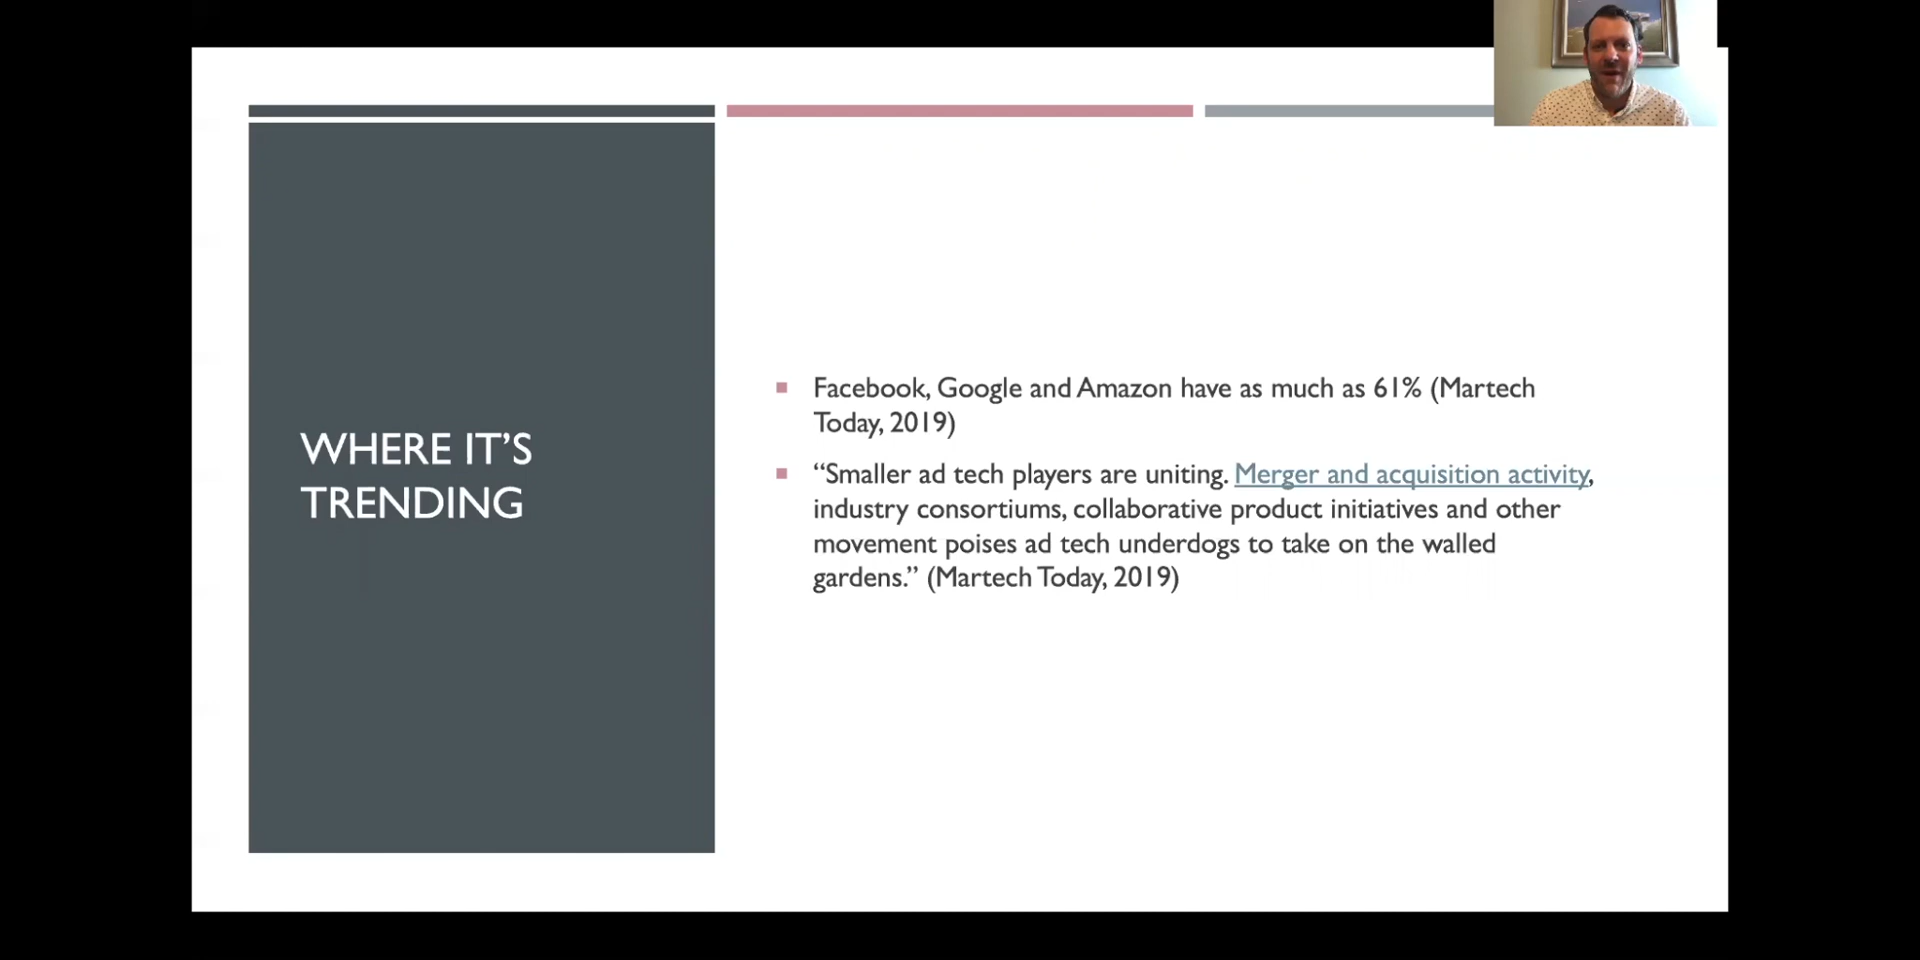 WHERE IT’S
TRENDING
Facebook, Google and Amazon have as much as 61% (Martech
Today, 2019)
“Smaller ad tech players are uniting. Merger and acquisition activity,
industry consortiums, collaborative product initiatives and other
movement poises ad tech underdogs to take on the walled
gardens.” (Martech Today, 2019)